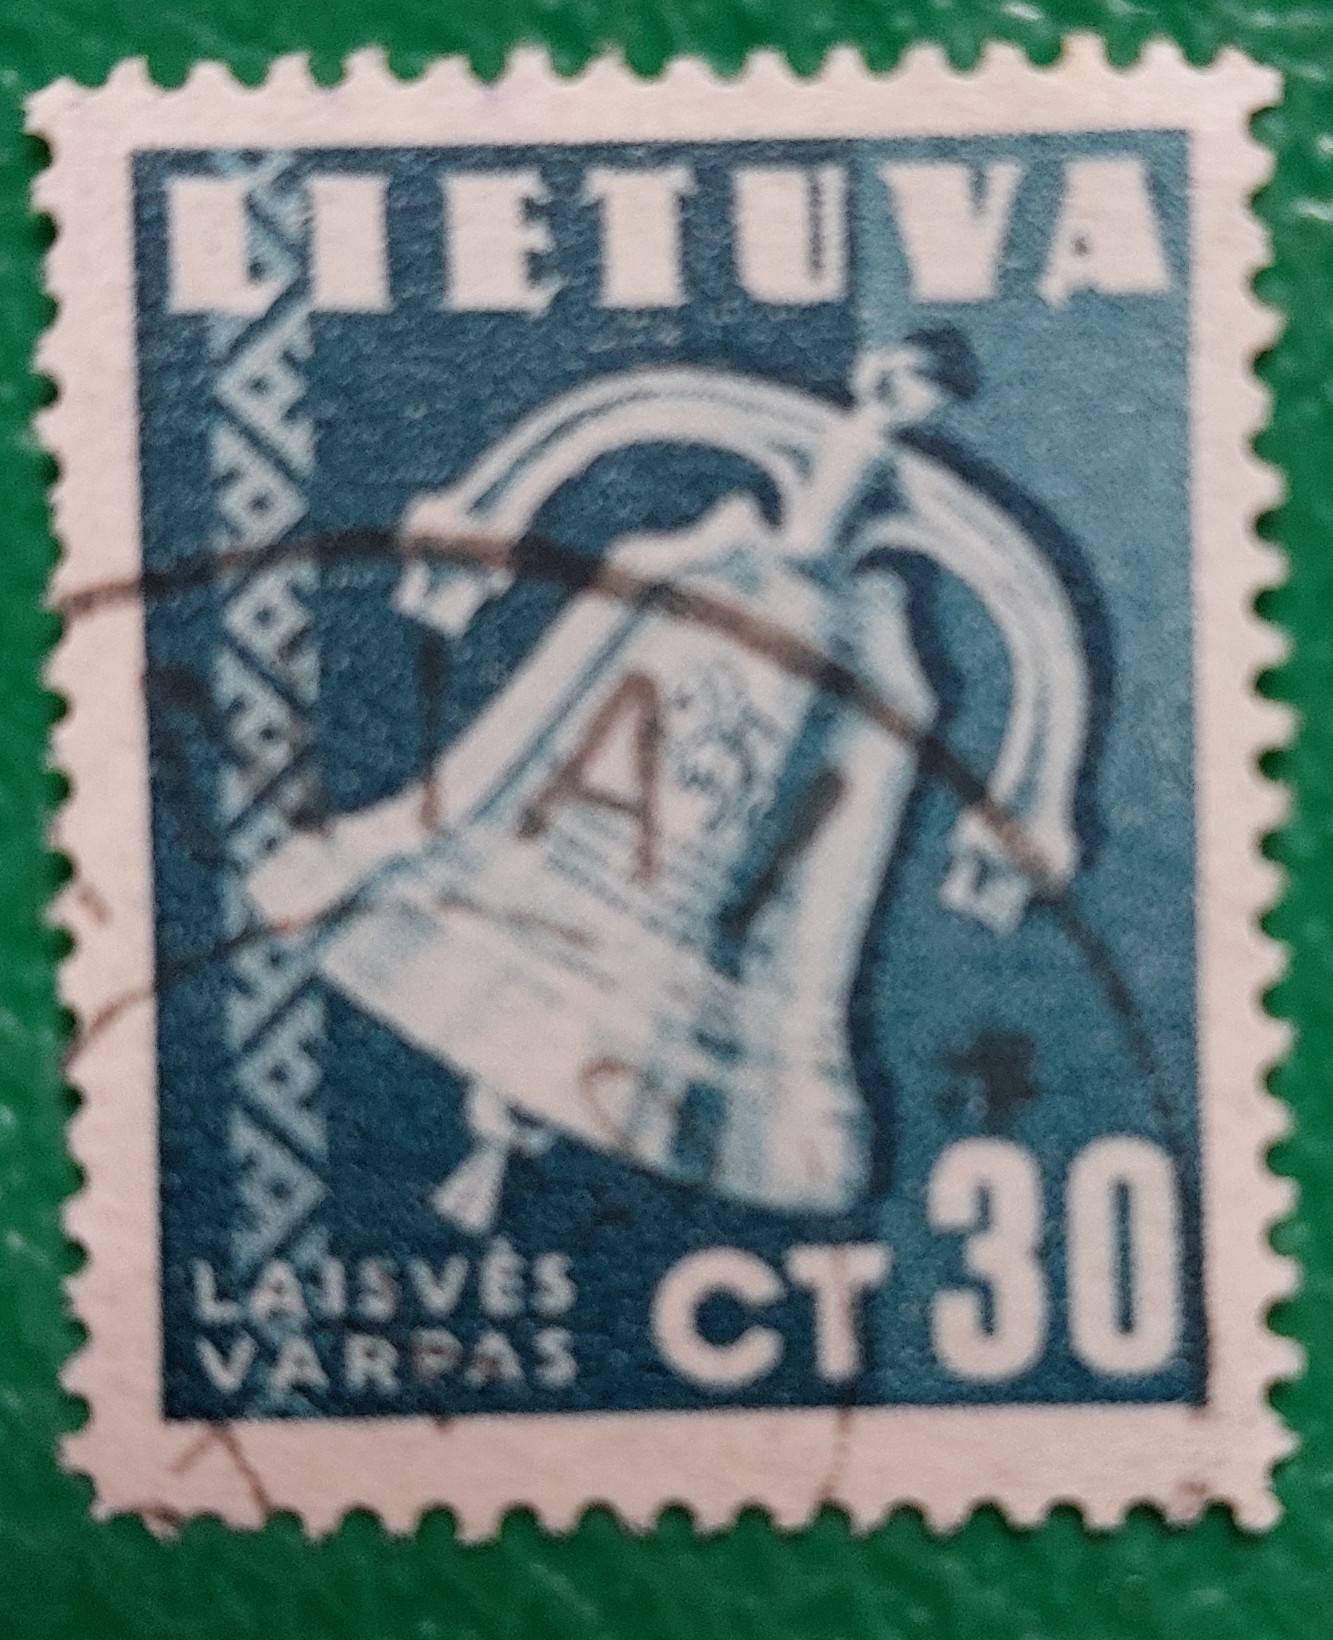 LIETUVA
LAISVĖS
VARPAS
CT 30